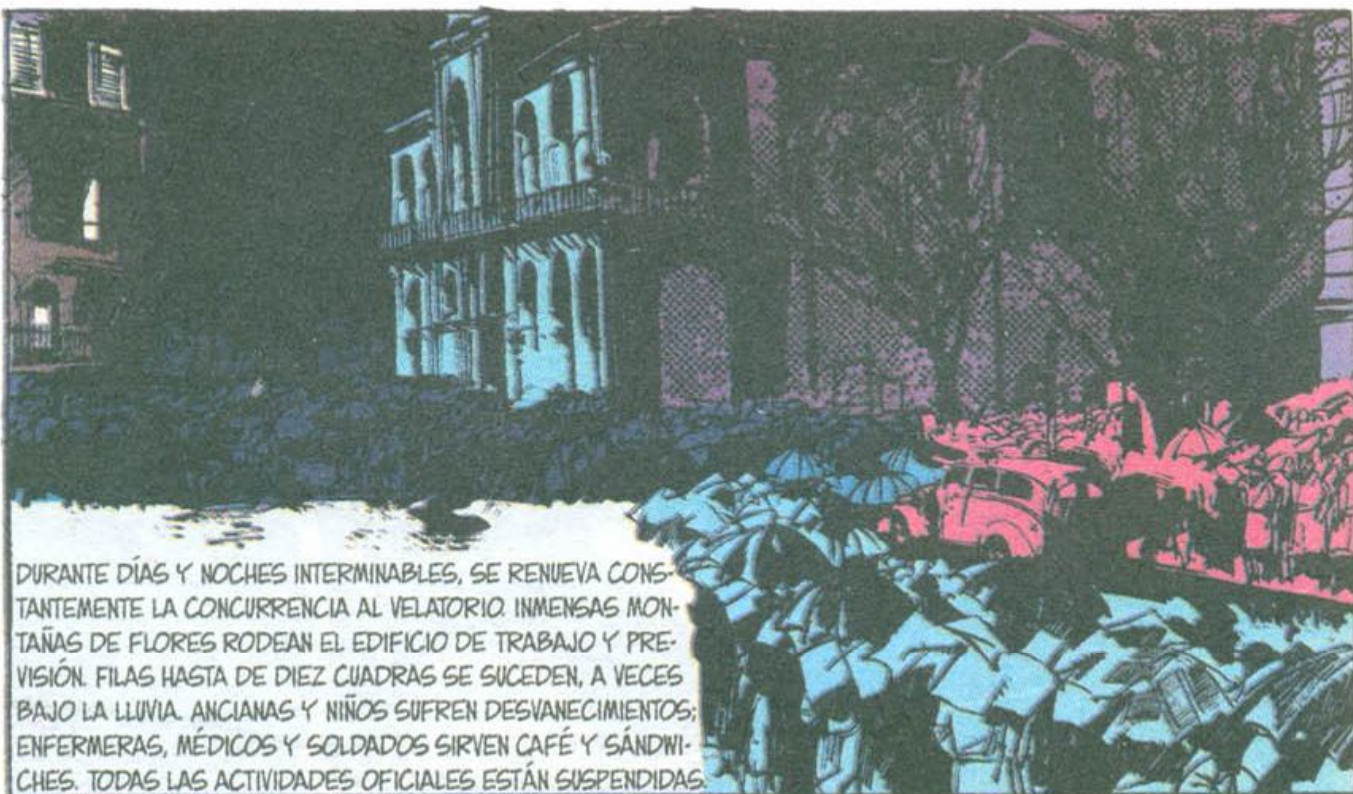 DURANTE DÍAS Y NOCHES INTERMINABLES, SE RENUEVA CONS-
TANTEMENTE LA CONCURRENCIA AL VELATORIO. INMENSAS MON-
TAÑAS DE FLORES RODEAN EL EDIFICIO DE TRABAJO Y PRE-
VISIÓN. FILAS HASTA DE DIEZ CUADRAS SE SUCEDEN, A VECES
BAJO LA LLUVIA. ANCIANAS Y NIÑOS SUFREN DESVANECIMIENTOS;
ENFERMERAS, MÉDICOS Y SOLDADOS SIRVEN CAFÉ Y SÁNDWI-
CHES. TODAS LAS ACTIVIDADES OFICIALES ESTÁN SUSPENDIDAS.